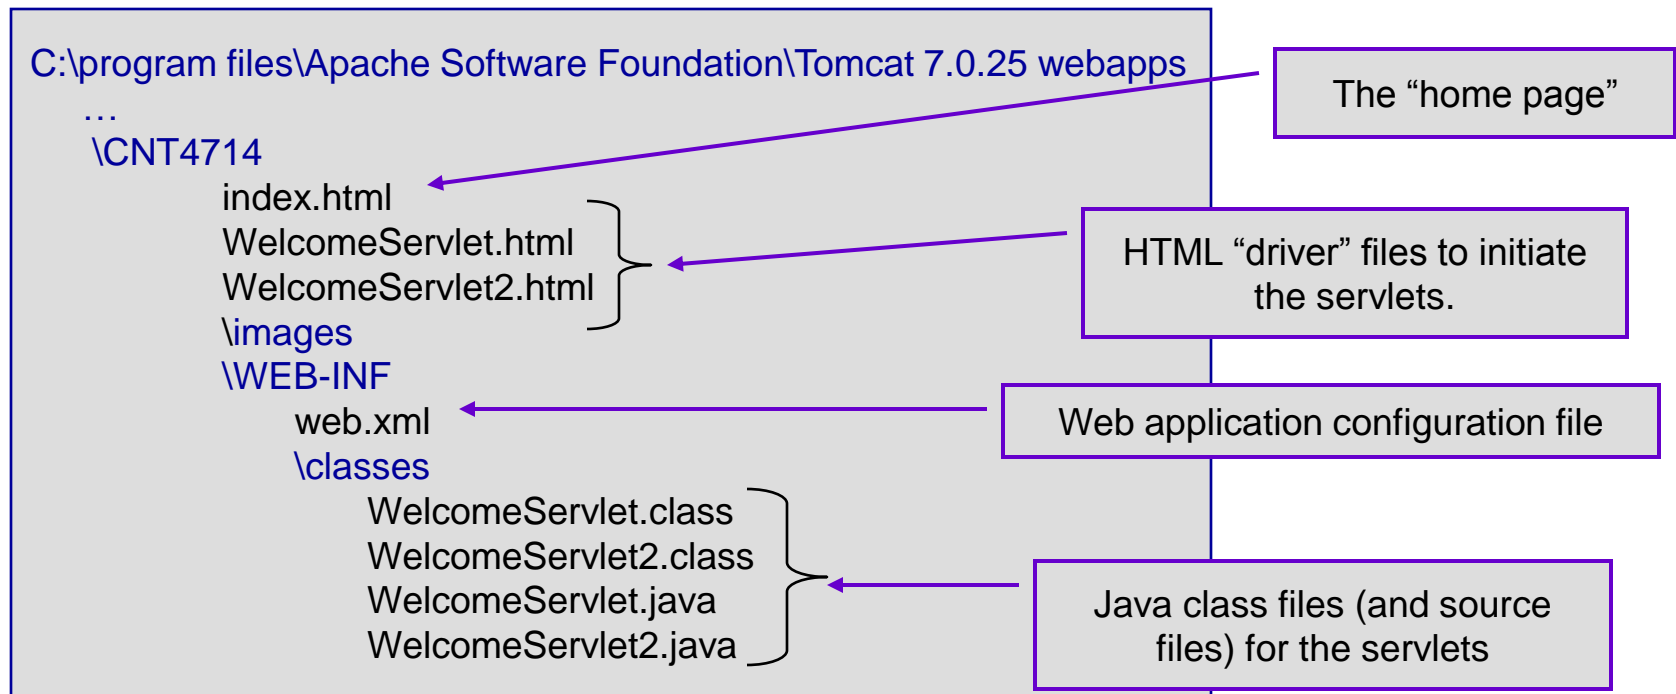 C:\program files\Apache Software Foundation\Tomcat 7.0.25 webapps
…
\CNT4714
index.html
WelcomeServlet.html
WelcomeServlet2.html
\images
\WEB-INF
web.xml
\classes
WelcomeServlet.class
WelcomeServlet2.class
WelcomeServlet.java
WelcomeServlet2.java
The “home page”
HTML “driver” files to initiate
the servlets.
Web application configuration file
Java class files (and source
files) for the servlets